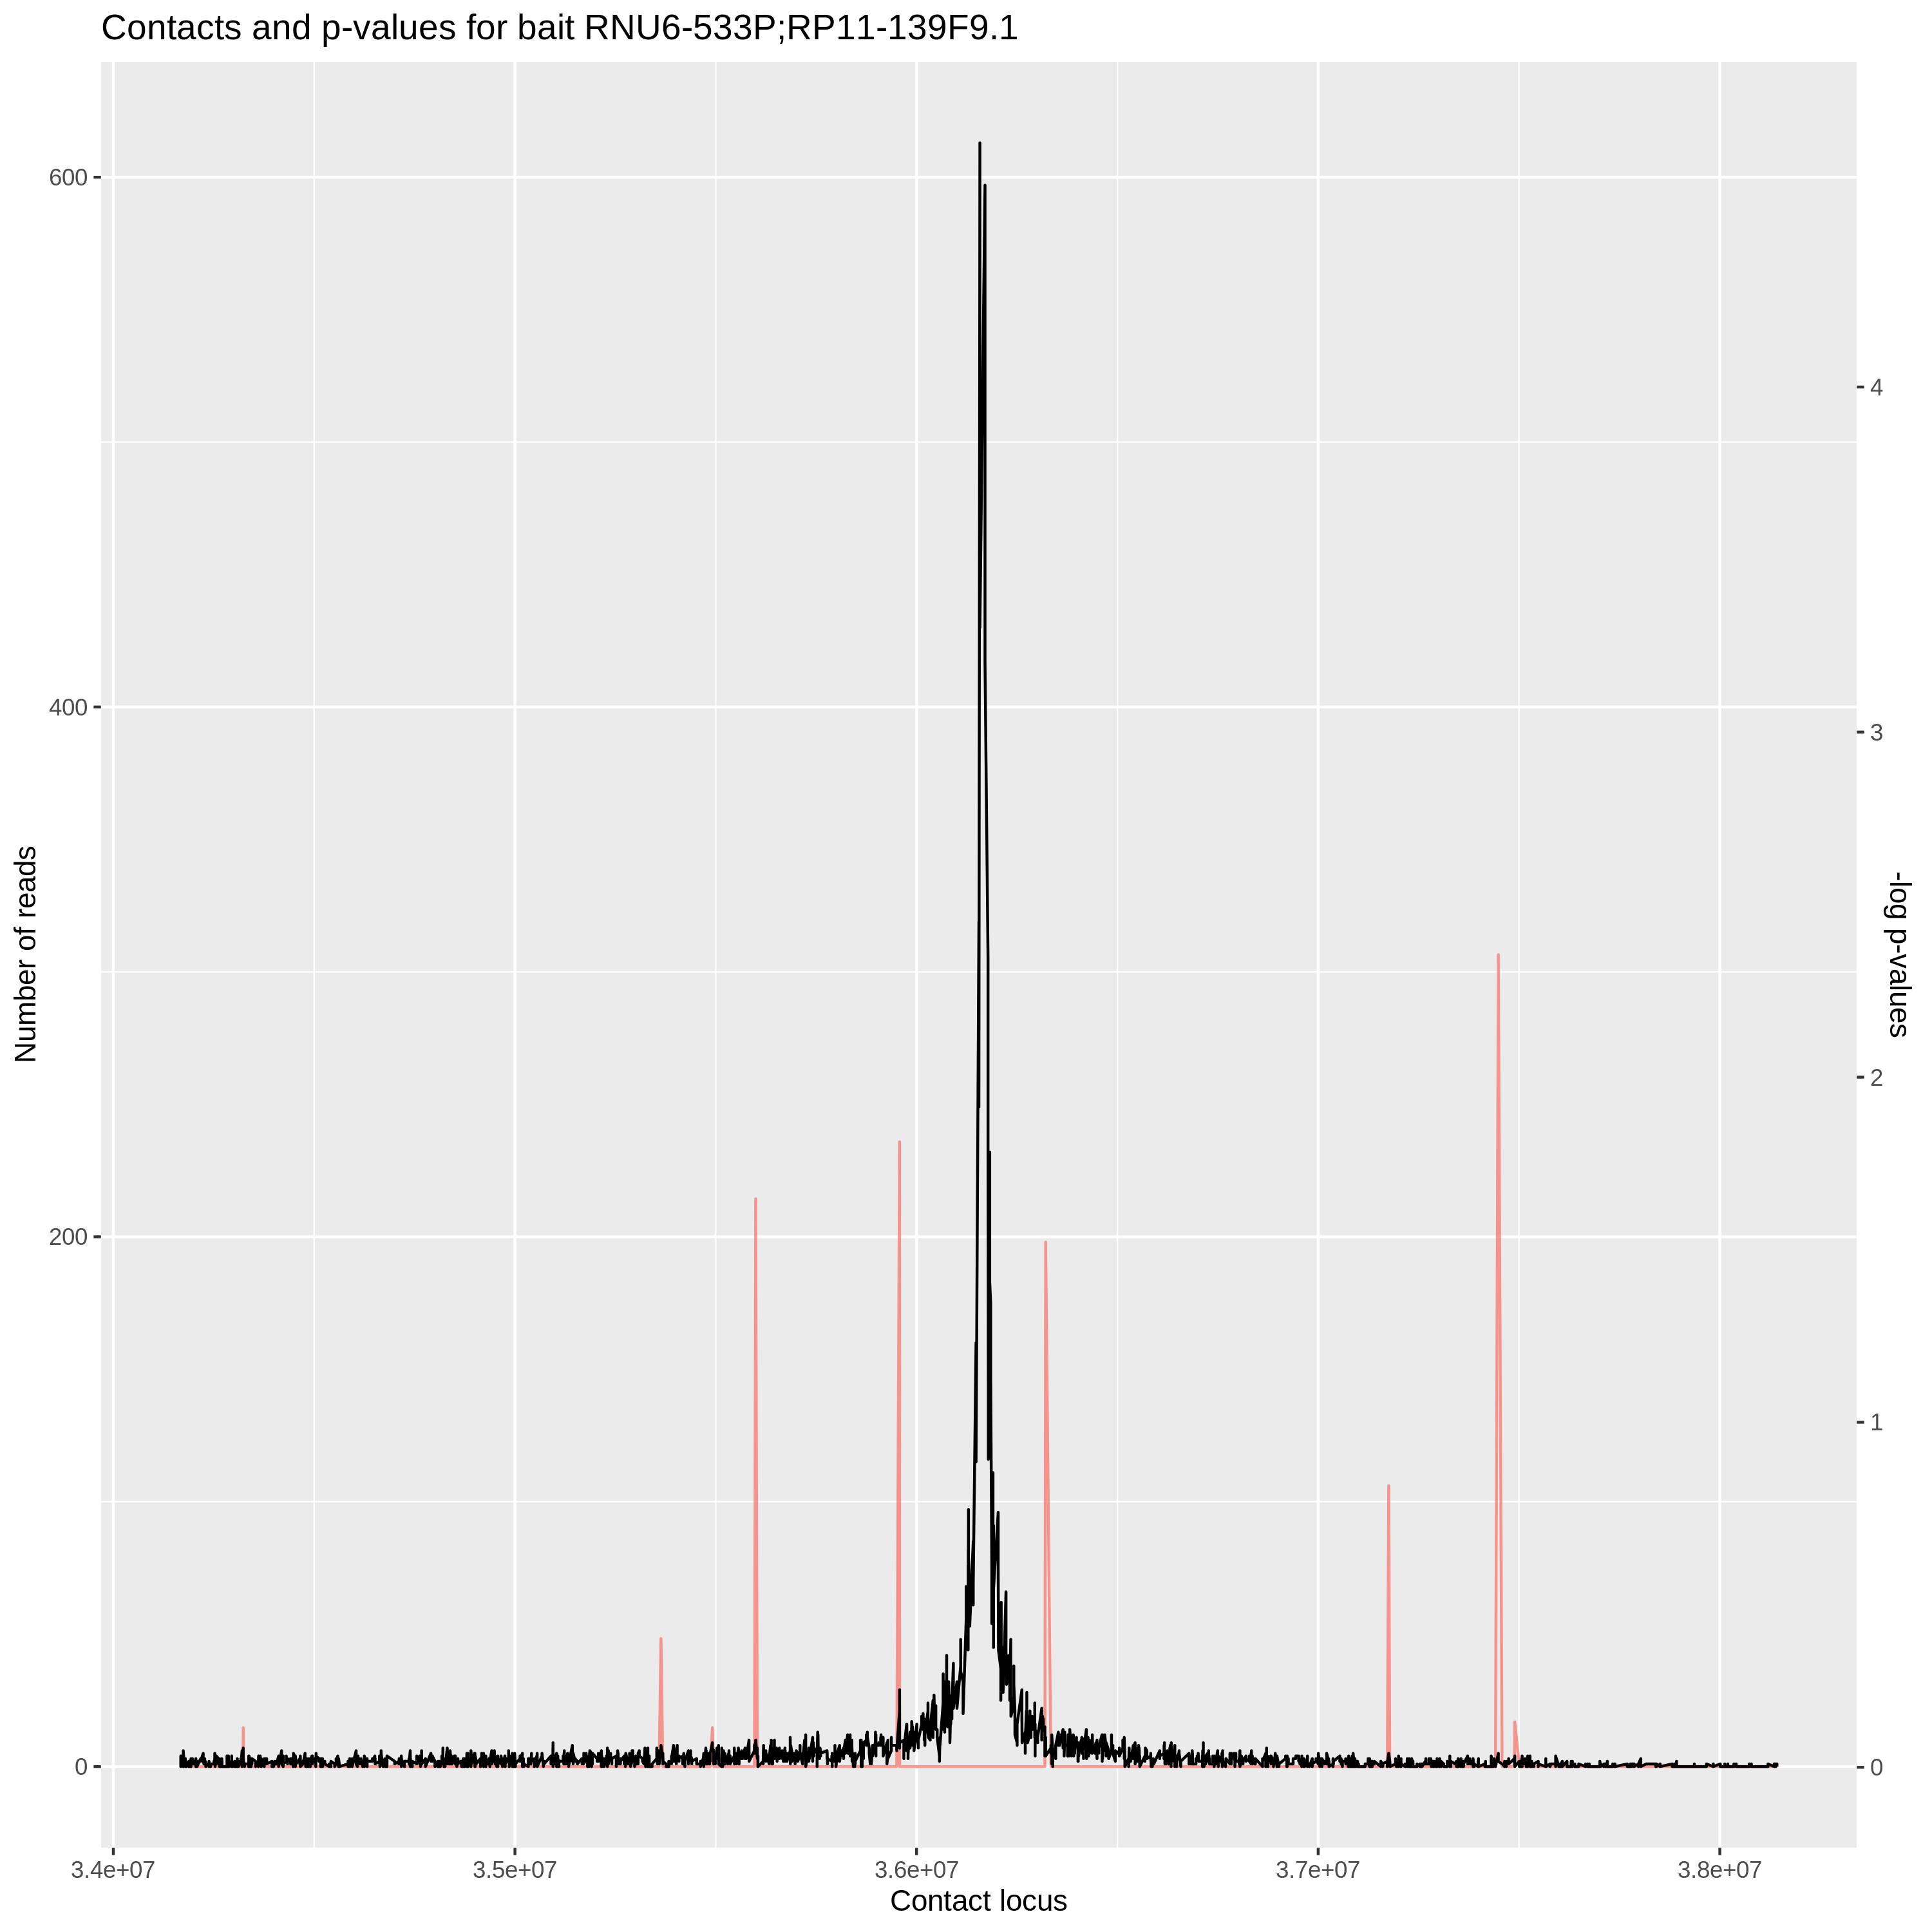 Contacts and p-values for bait RNU6-533P;RP11-139F9.1
600
400
200
0
Number of reads
4
3
2
1
0
-log p-values
3.4e+07 3.5e+07 3.6e+07 3.7e+07 3.8e+07
Contact locus